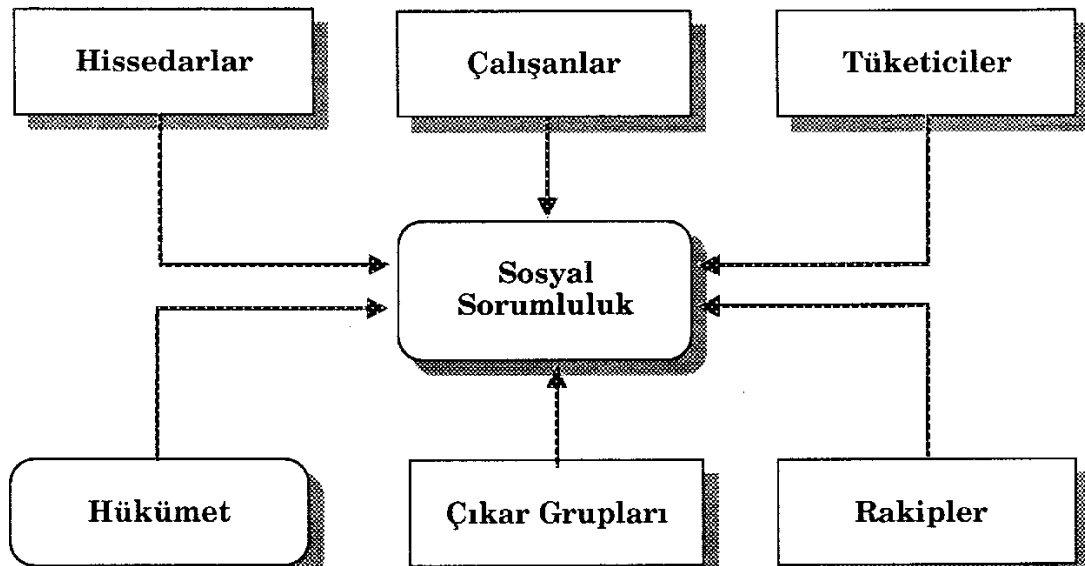 Hissedarlar
Çalışanlar
Tüketiciler
Sosyal
Sorumluluk
Hükümet
Çıkar Grupları
Rakipler